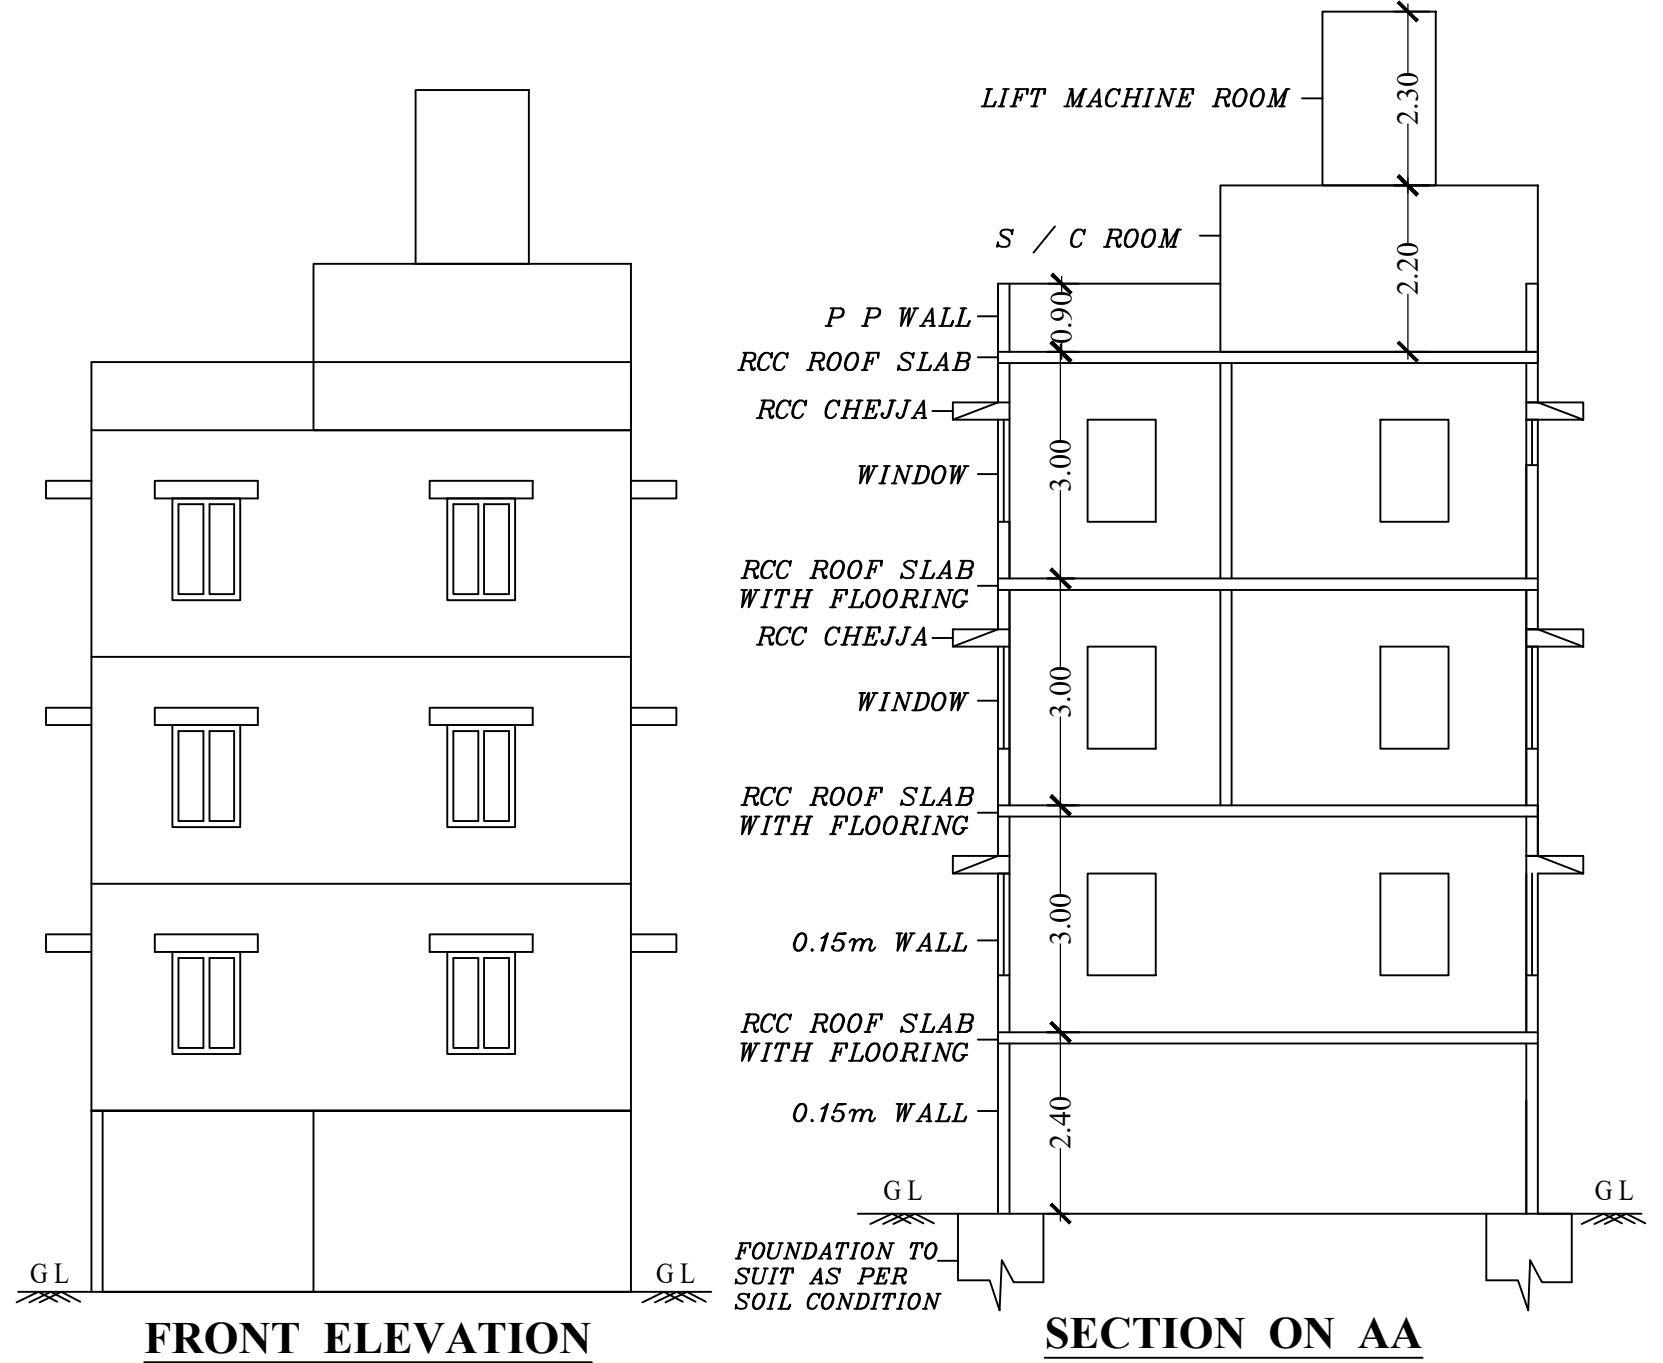 LIFT MACHINE ROOM
2.30
S / C ROOM
2.20
P P WALL
0.90
RCC ROOF SLAB
RCC CHEJJA
WINDOW
3.00
RCC ROOF SLAB
WITH FLOORING
RCC CHEJJA
WINDOW
3.00
RCC ROOF SLAB
WITH FLOORING
0.15m WALL
3.00
RCC ROOF SLAB
WITH FLOORING
0.15m WALL
2.40
GL
GL
FOUNDATION TO
SUIT AS PER
SOIL CONDITION
GL
GL
FRONT ELEVATION
SECTION ON AA